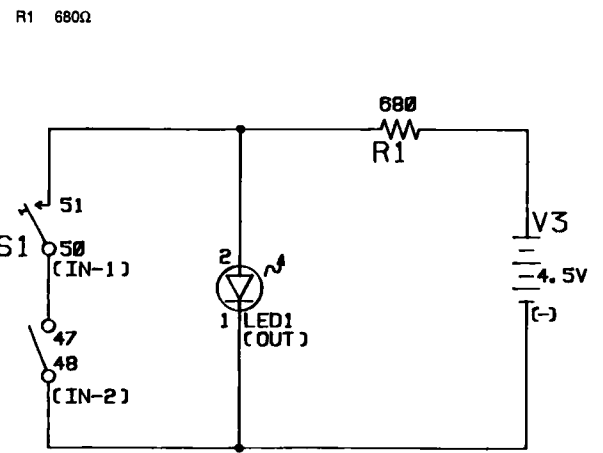 R1 680Ω
680
R1
51
S1
50
(IN-1)
47
48
(IN-2)
2
1
LED1
(OUT)
V3
4.5V
(-)